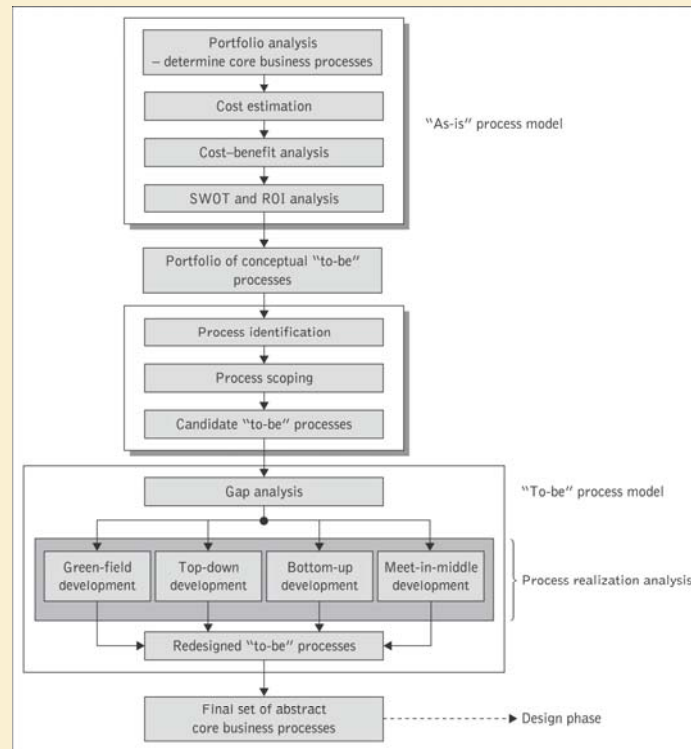 Portfolio analysis
– determine core business processes
Cost estimation
"As-is" process model
Cost–benefit analysis
SWOT and ROI analysis
Portfolio of conceptual "to-be"
processes
Process identification
Process scoping
Candidate "to-be" processes
Gap analysis
"To-be" process model
Green-field
development
Top-down
development
Bottom-up
development
Meet-in-middle
development
Process realization analysis
Redesigned "to-be" processes
Final set of abstract
core business processes
Design phase